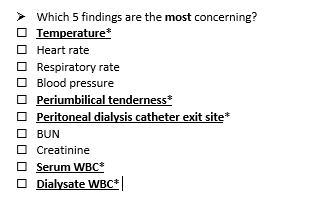 ➤ Which 5 findings are the most concerning?
☐ Temperature*
☐ Heart rate
☐ Respiratory rate
☐ Blood pressure
☐ Periumbilical tenderness*
☐ Peritoneal dialysis catheter exit site*
☐ BUN
☐ Creatinine
☐ Serum WBC*
☐ Dialysate WBC*